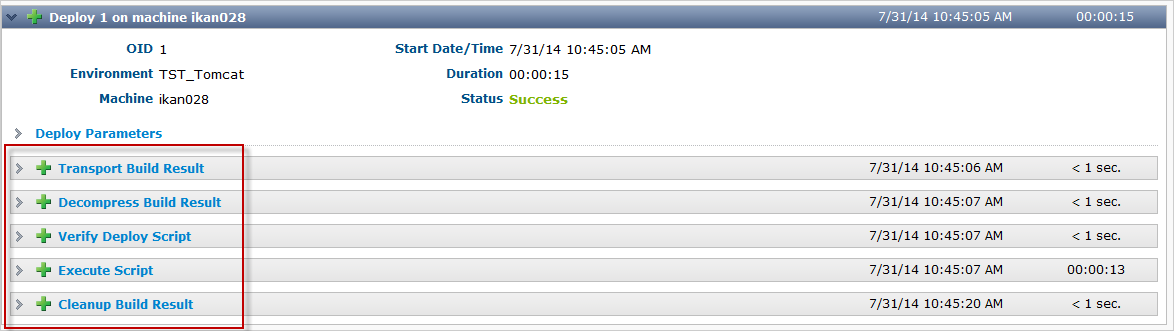 Deploy 1 on machine ikan028 7/31/14 10:45:05 AM 00:00:15
OID 1 Start Date/Time 7/31/14 10:45:05 AM
Environment TST_Tomcat Duration 00:00:15
Machine ikan028 Status Success
Deploy Parameters
Transport Build Result 7/31/14 10:45:06 AM < 1 sec.
Decompress Build Result 7/31/14 10:45:07 AM < 1 sec.
Verify Deploy Script 7/31/14 10:45:07 AM < 1 sec.
Execute Script 7/31/14 10:45:07 AM 00:00:13
Cleanup Build Result 7/31/14 10:45:20 AM < 1 sec.